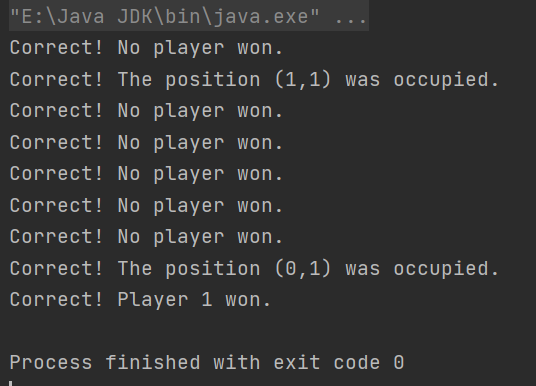 "E:\Java JDK\bin\java.exe" ...
Correct! No player won.
Correct! The position (1,1) was occupied.
Correct! No player won.
Correct! No player won.
Correct! No player won.
Correct! No player won.
Correct! No player won.
Correct! The position (0,1) was occupied.
Correct! Player 1 won.
Process finished with exit code 0